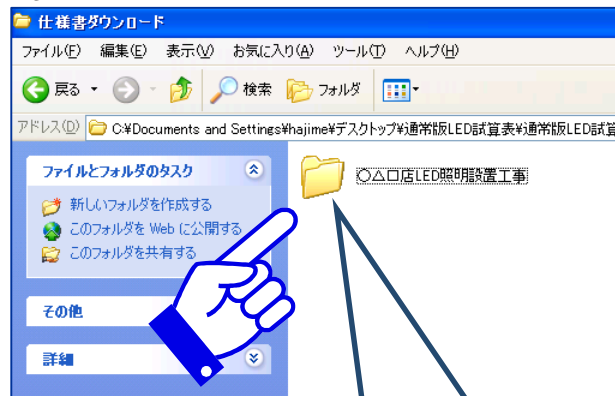 仕様書ダウンロード
ファイル(F) 編集(E) 表示(V) お気に入り(A) ツール(T) ヘルプ(H)
戻る 検索 フォルダ
アドレス(D) C:¥Documents and Settings¥hajime¥デスクトップ¥通常版LED試算表¥通常版LED試算
ファイルとフォルダのタスク
〇△口店LED照明設置工事
新しいフォルダを作成する
このフォルダを Web に公開する
このフォルダを共有する
その他
詳細